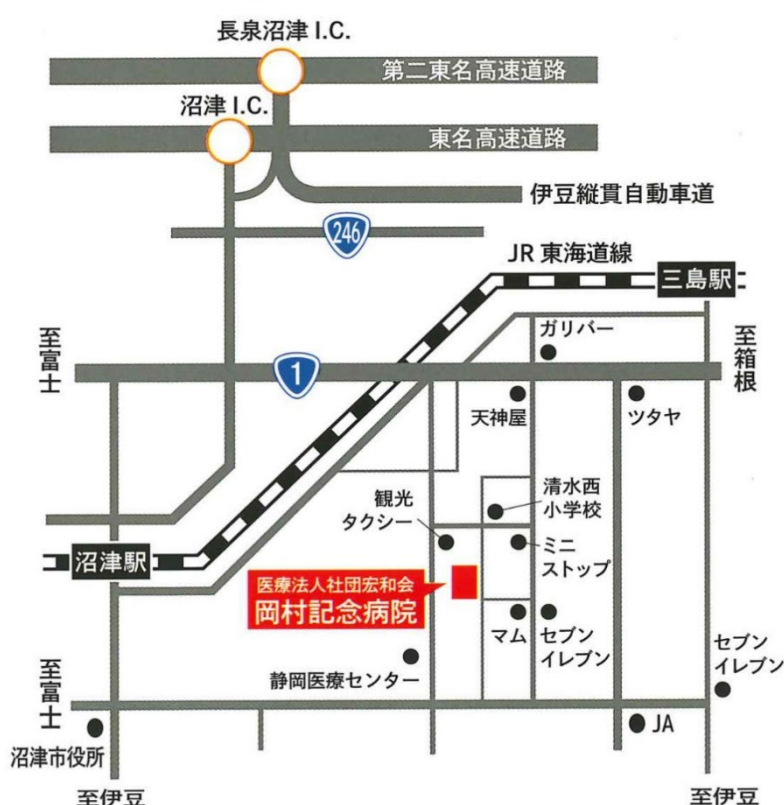 長泉沼津 I.C.
第二東名高速道路
沼津 I.C.
東名高速道路
伊豆縦貫自動車道
246
JR 東海道線
三島駅
至富士
ガリバー
至箱根
1
天神屋
ツタヤ
観光
タクシー
清水西
小学校
沼津駅
ミニ
ストップ
医療法人社団宏和会
岡村記念病院
マム
セブン
イレブン
静岡医療センター
セブン
イレブン
至富士
沼津市役所
JA
至伊豆
至伊豆